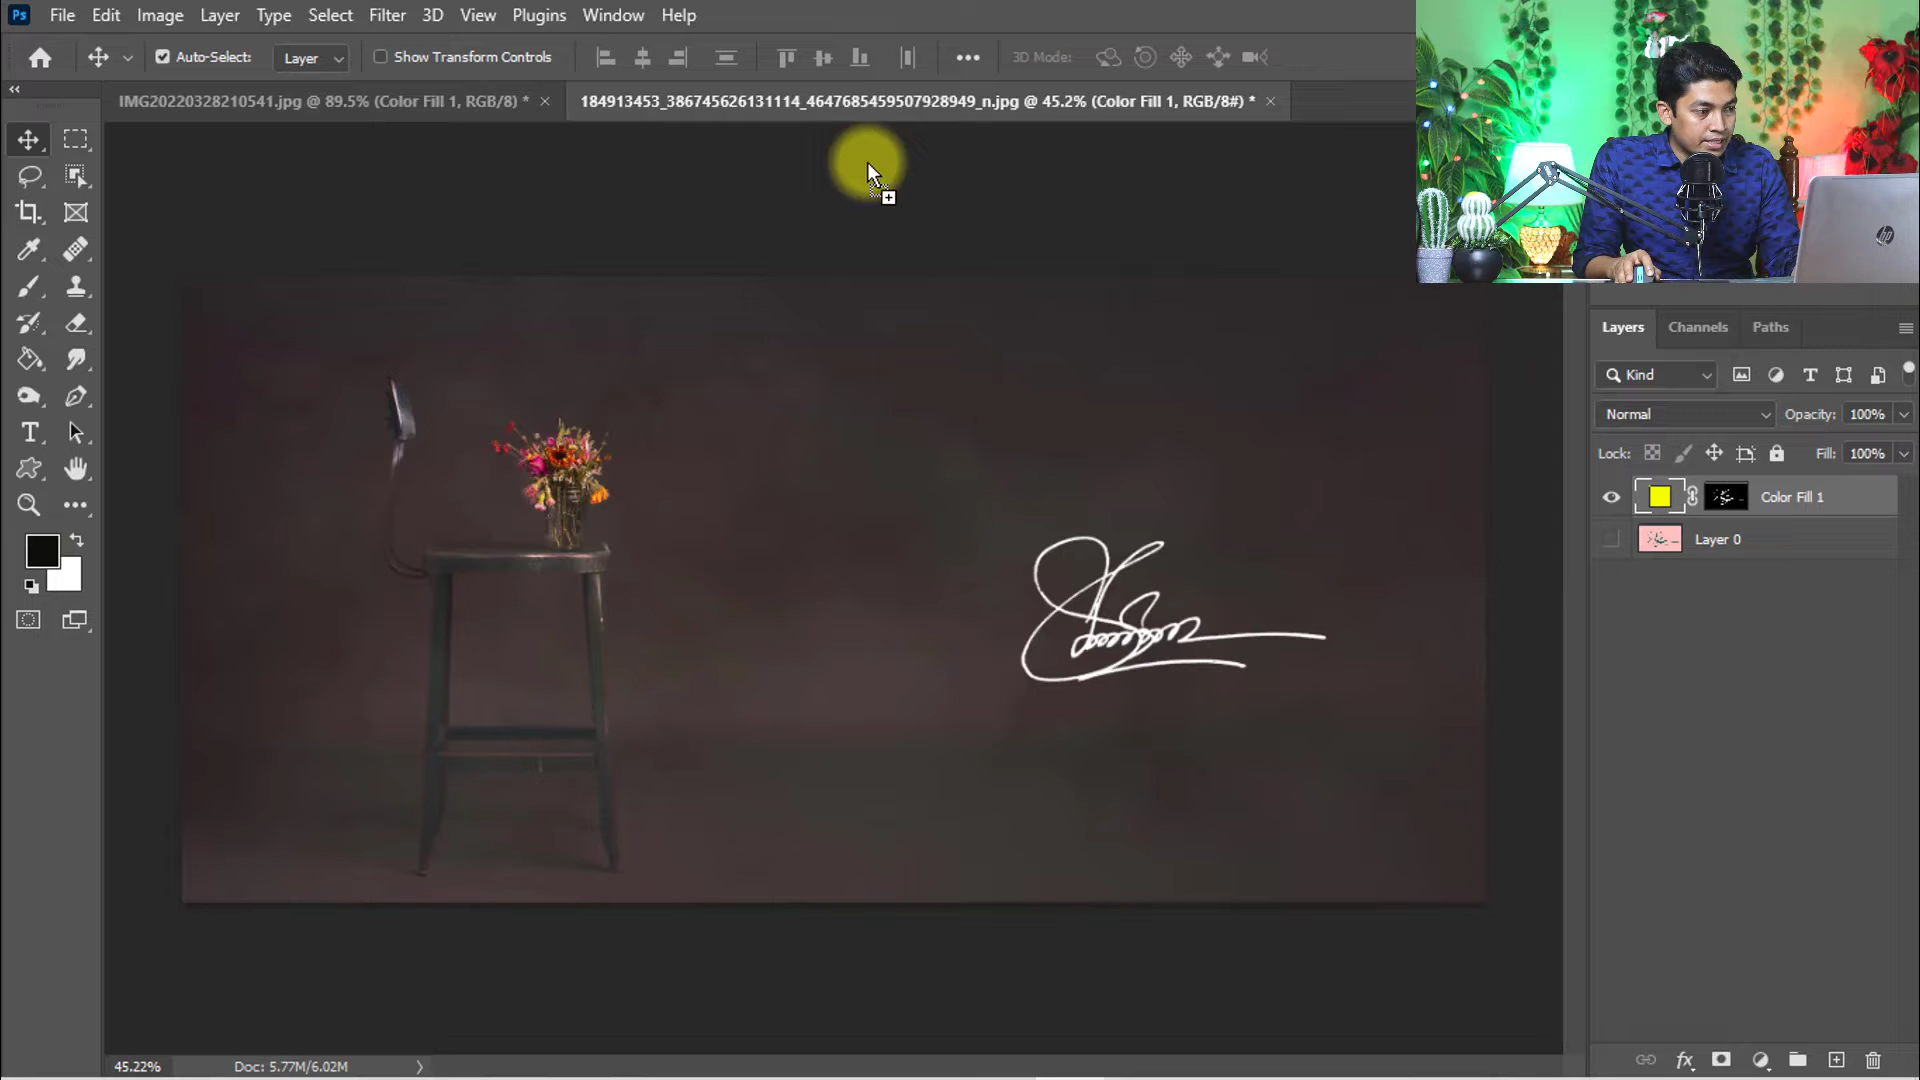 Ps File Edit Image Layer Type Select Filter 3D View Plugins Window Help
Auto-Select: Layer Show Transform Controls 3D Mode:
IMG20220328210541.jpg @ 89.5% (Color Fill 1, RGB/8) * 184913453_386745626131114_4647685459507928949_n.jpg @ 45.2% (Color Fill 1, RGB/8#) *
hp
Layers Channels Paths
Kind
Normal Opacity: 100%
Lock: Fill: 100%
Color Fill 1
Layer 0
45.22% Doc: 5.77M/6.02M